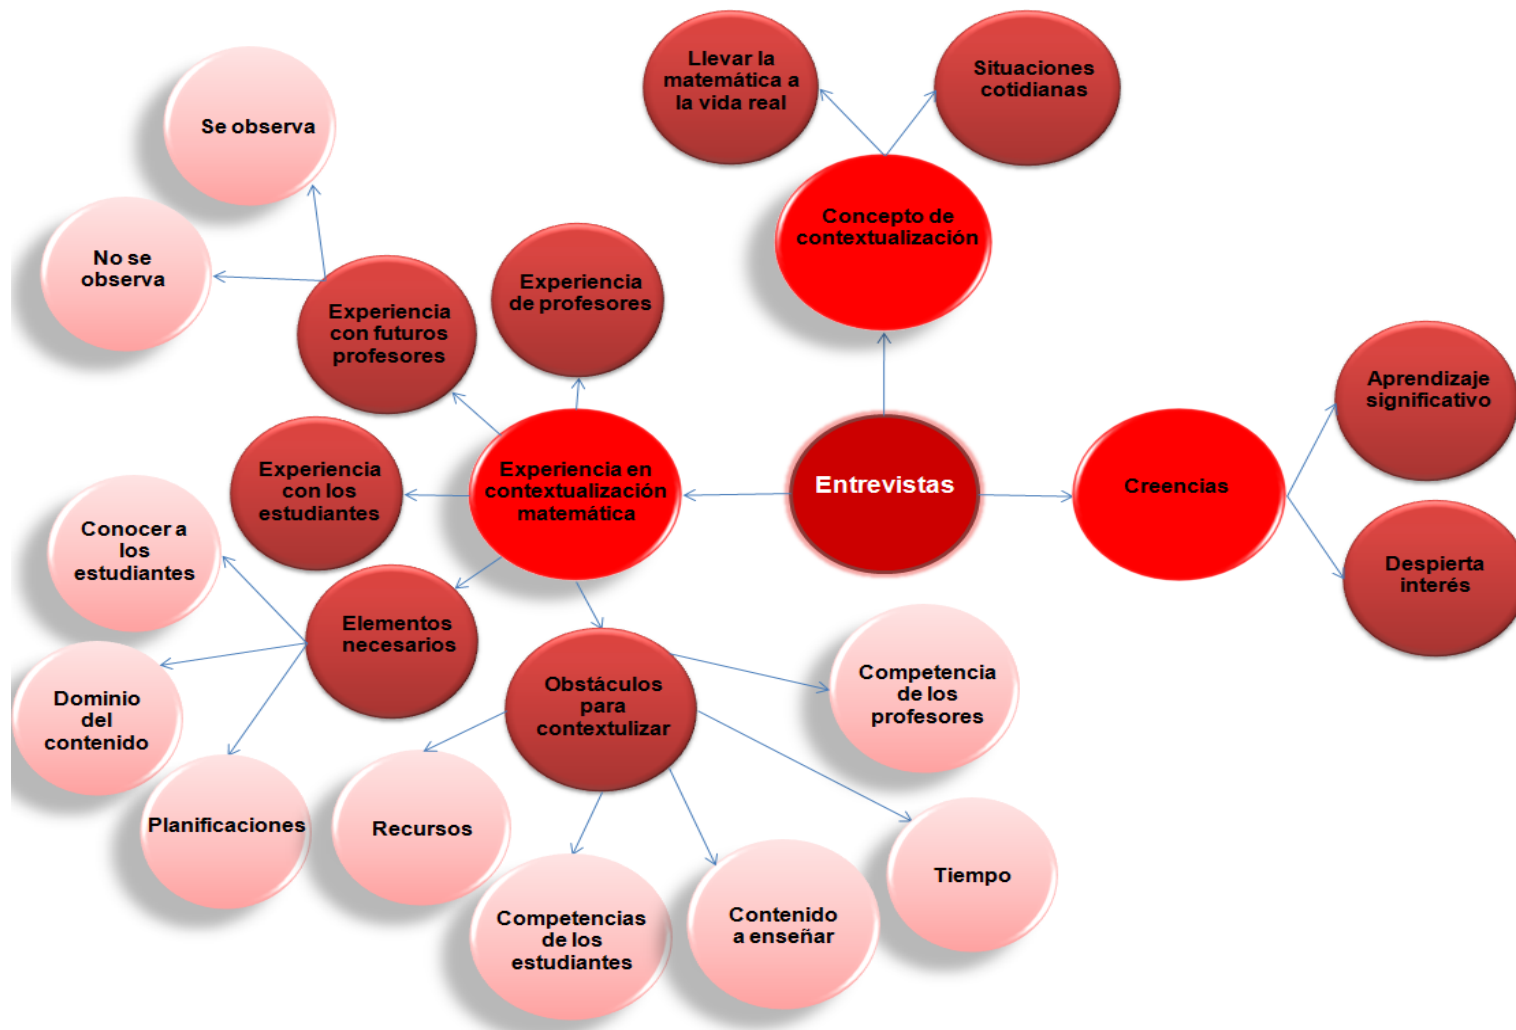 Llevar la
matemática a
la vida real
Situaciones
cotidianas
Se observa
Concepto de
contextualización
No se
observa
Experiencia
de profesores
Experiencia
con futuros
profesores
Aprendizaje
significativo
Experiencia
con los
estudiantes
Experiencia en
contextualización
matemática
Entrevistas
Creencias
Conocer a
los
estudiantes
Despierta
interés
Elementos
necesarios
Obstáculos
para
contextulizar
Competencia
de los
profesores
Dominio
del
contenido
Planificaciones
Recursos
Tiempo
Competencias
de los
estudiantes
Contenido
a enseñar